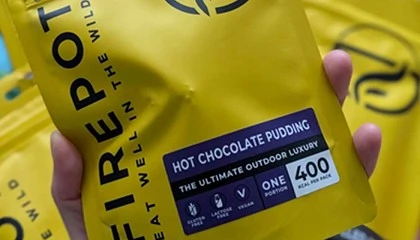 FIREPOT
EAT WELL IN THE WILD
HOT CHOCOLATE PUDDING
THE ULTIMATE OUTDOOR LUXURY
GLUTEN
FREE
LACTOSE
FREE
VEGAN
ONE
PORTION
400
KCAL PER PACK
E WILD